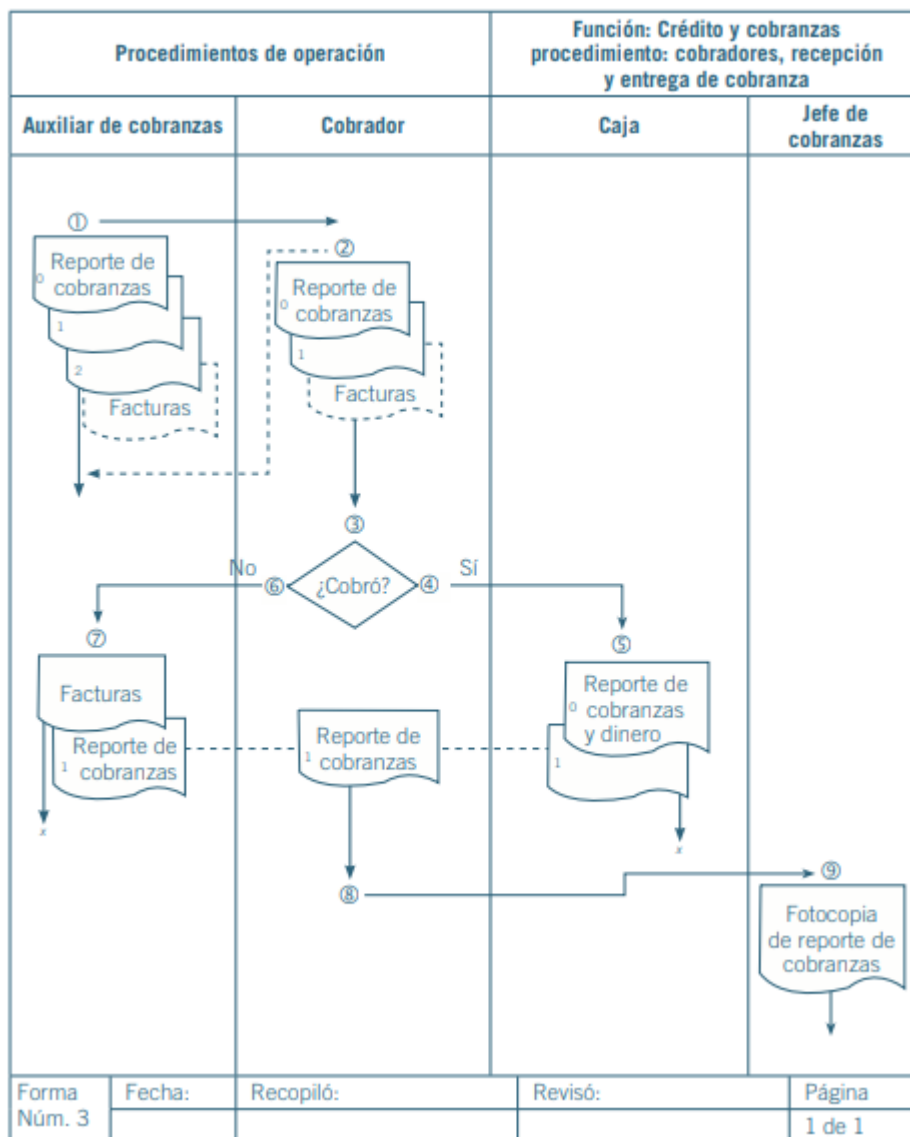 Procedimientos de operación
Función: Crédito y cobranzas
procedimiento: cobradores, recepción
y entrega de cobranza
Auxiliar de cobranzas
Cobrador
Caja
Jefe de
cobranzas
①
②
Reporte de
0
cobranzas
1
2
Facturas
Reporte de
0
cobranzas
1
Facturas
③
No
⑥
¿Cobró?
④
Sí
⑦
⑤
Facturas
Reporte de
1
cobranzas
x
Reporte de
1
cobranzas
Reporte de
0
cobranzas
y dinero
1
x
⑧
⑨
Fotocopia
de reporte de
cobranzas
Forma
Núm. 3
Fecha:
Recopiló:
Revisó:
Página
1 de 1